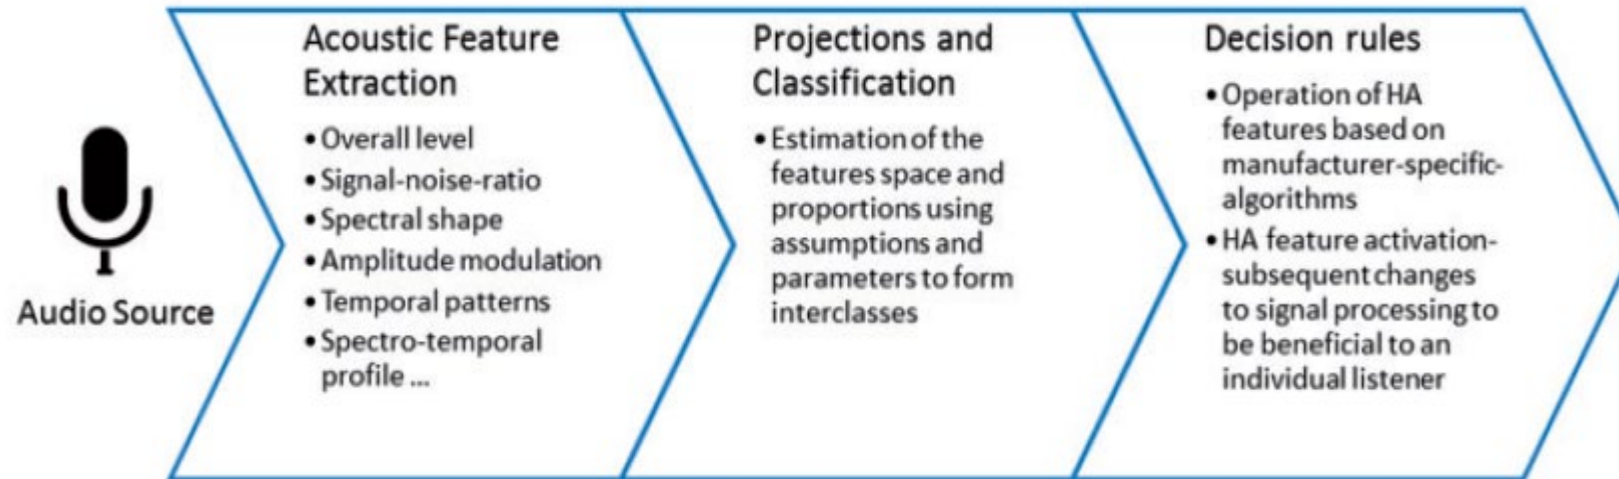 Audio Source
Acoustic Feature
Extraction
•Overall level
•Signal-noise-ratio
•Spectral shape
•Amplitude modulation
•Temporal patterns
•Spectro-temporal
profile ...
Projections and
Classification
•Estimation of the
features space and
proportions using
assumptions and
parameters to form
interclasses
Decision rules
•Operation of HA
features based on
manufacturer-specific-
algorithms
•HA feature activation-
subsequent changes
to signal processing to
be beneficial to an
individual listener